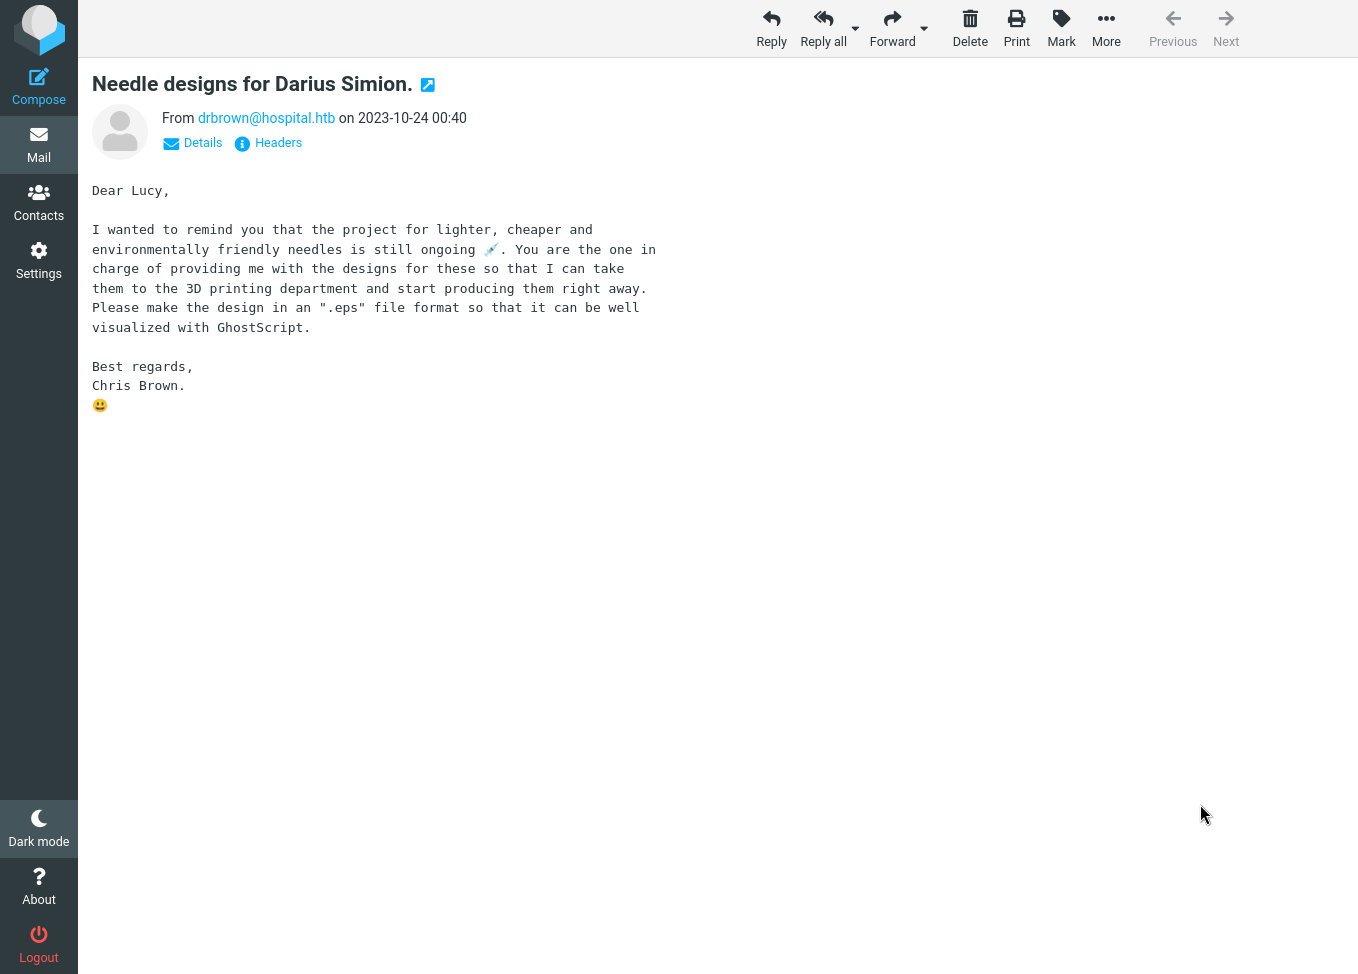 Reply
Reply all
Forward
Delete
Print
Mark
More
Previous
Next
Compose
Mail
Contacts
Settings
Dark mode
About
Logout
Needle designs for Darius Simion.
From drbrown@hospital.htb on 2023-10-24 00:40
Details
Headers
Dear Lucy,
I wanted to remind you that the project for lighter, cheaper and
environmentally friendly needles is still ongoing 💉. You are the one in
charge of providing me with the designs for these so that I can take
them to the 3D printing department and start producing them right away.
Please make the design in an ".eps" file format so that it can be well
visualized with GhostScript.
Best regards,
Chris Brown.
😃